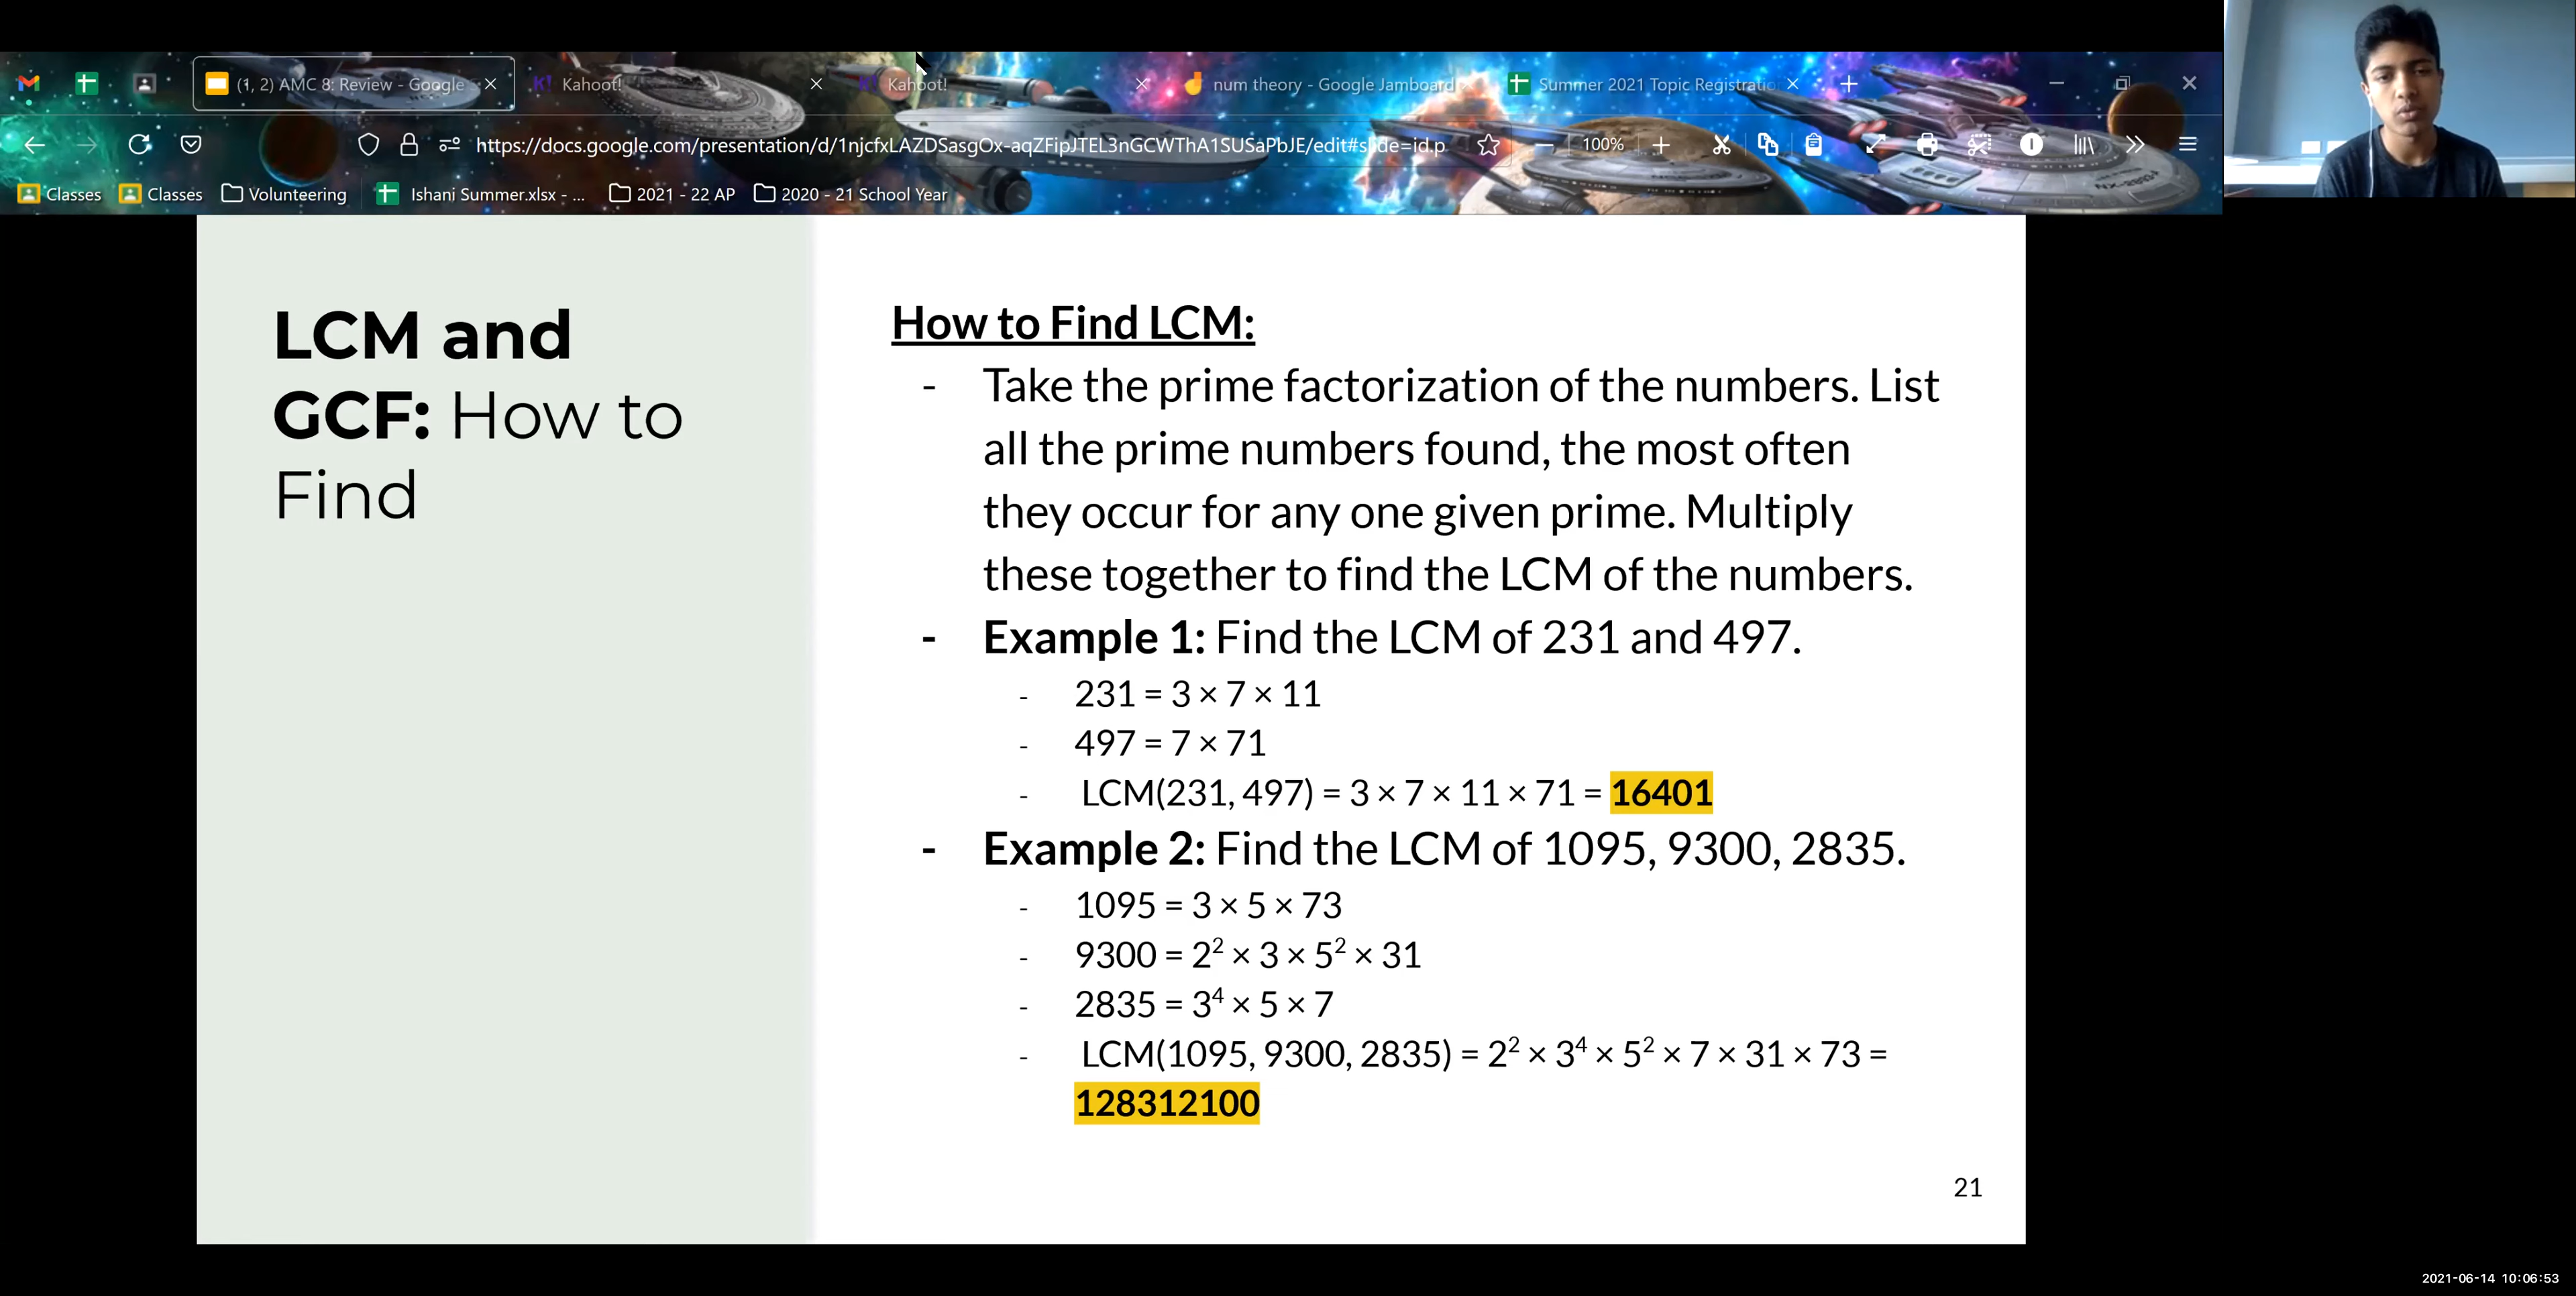 (1, 2) AMC 8: Review - Google
Kahoot!
Kahoot!
num theory - Google Jamboard
Summer 2021 Topic Registratio
https://docs.google.com/presentation/d/1njcfxLAZDSasgOx-aqZFipJTEL3nGCWThA1SUSaPbJE/edit#slide=id.p
100%
Classes
Classes
Volunteering
Ishani Summer.xlsx - ...
2021 - 22 AP
2020 - 21 School Year
LCM and
GCF: How to
Find
How to Find LCM:
- Take the prime factorization of the numbers. List
all the prime numbers found, the most often
they occur for any one given prime. Multiply
these together to find the LCM of the numbers.
- Example 1: Find the LCM of 231 and 497.
- 231 = 3 × 7 × 11
- 497 = 7 × 71
- LCM(231, 497) = 3 × 7 × 11 × 71 = 16401
- Example 2: Find the LCM of 1095, 9300, 2835.
- 1095 = 3 × 5 × 73
- 9300 = 2² × 3 × 5² × 31
- 2835 = 3⁴ × 5 × 7
- LCM(1095, 9300, 2835) = 2² × 3⁴ × 5² × 7 × 31 × 73 =
128312100
21
2021-06-14 10:06:53